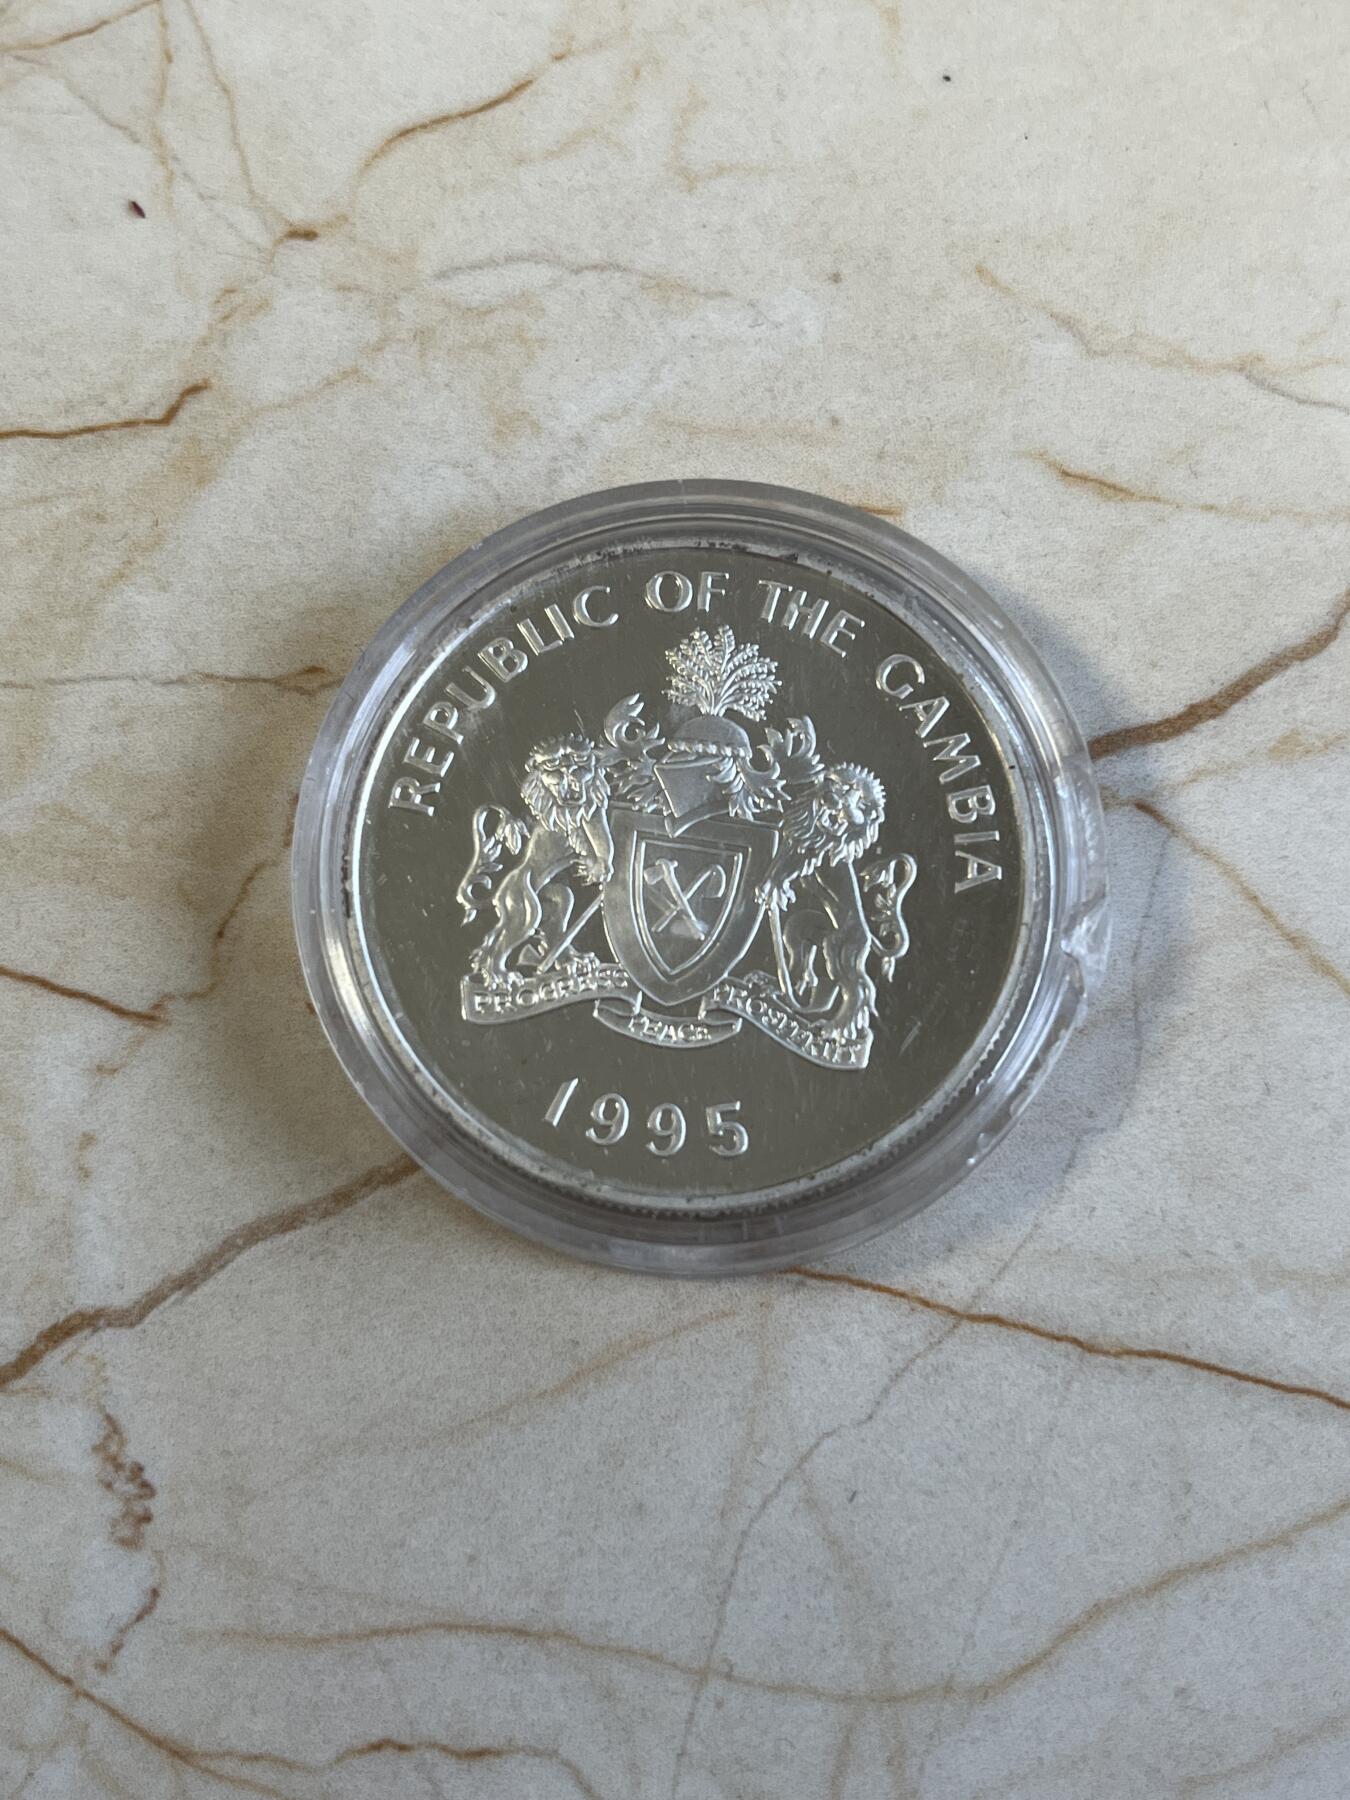 REPUBLIC OF THE GAMBIA
PROGRESS
PEACE
PROSPERITY
1995